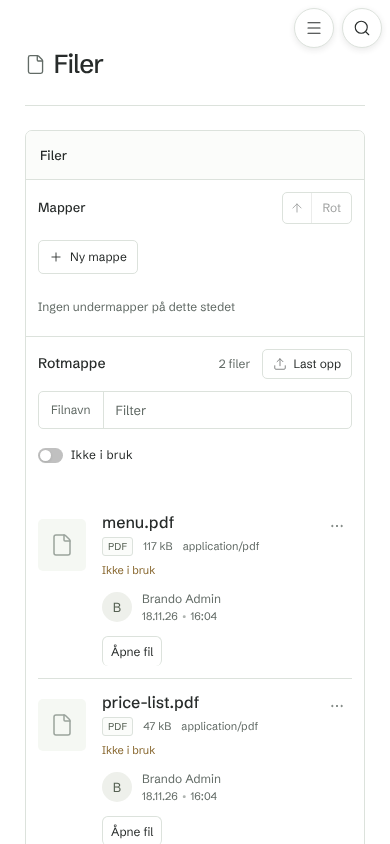 Filer
Filer
Mapper
Rot
Ny mappe
Ingen undermapper på dette stedet
Rotmappe
2 filer
Last opp
Filnavn
Filter
Ikke i bruk
menu.pdf
PDF 117 kB application/pdf
Ikke i bruk
B
Brando Admin
18.11.26 • 16:04
Åpne fil
price-list.pdf
PDF 47 kB application/pdf
Ikke i bruk
B
Brando Admin
18.11.26 • 16:04
Åpne fil